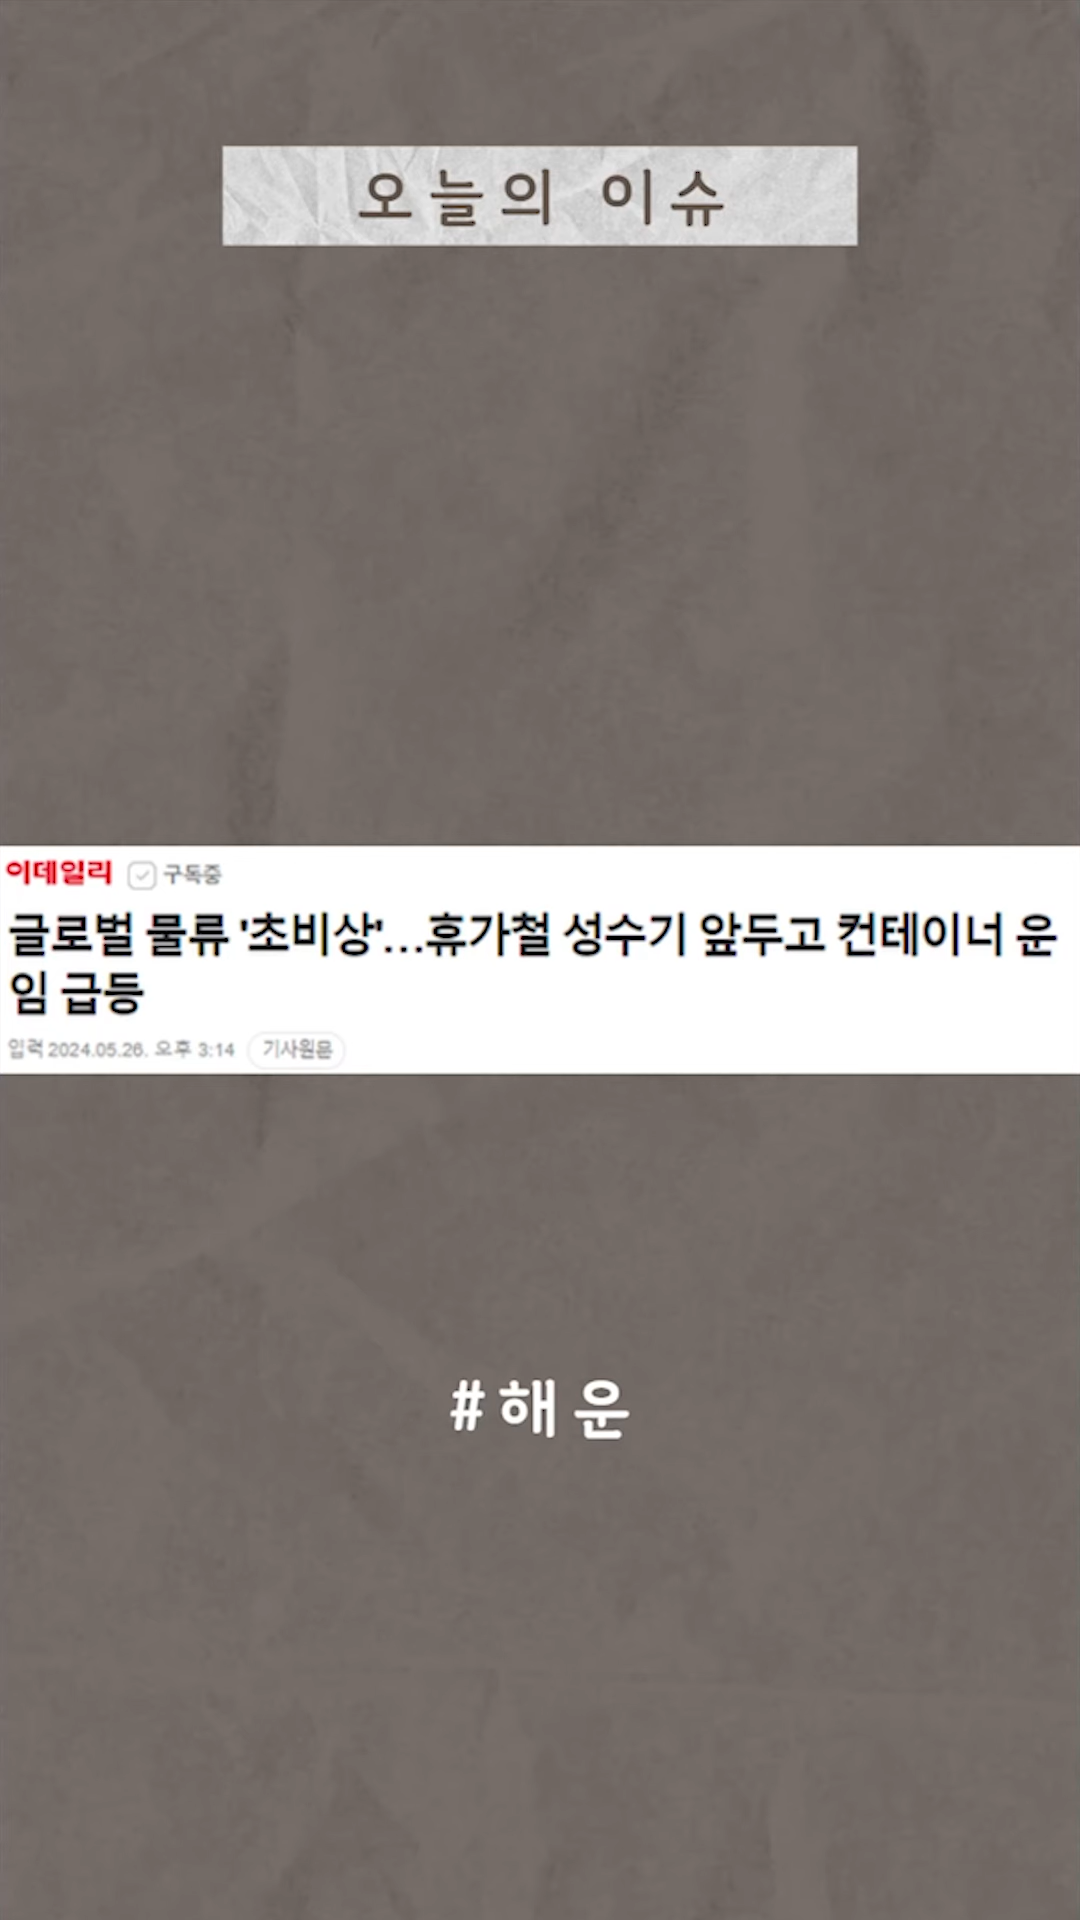 오늘의 이슈
이데일리 구독중
글로벌 물류 '초비상'…휴가철 성수기 앞두고 컨테이너 운
임 급등
입력 2024.05.26. 오후 3:14 기사원문
#해운